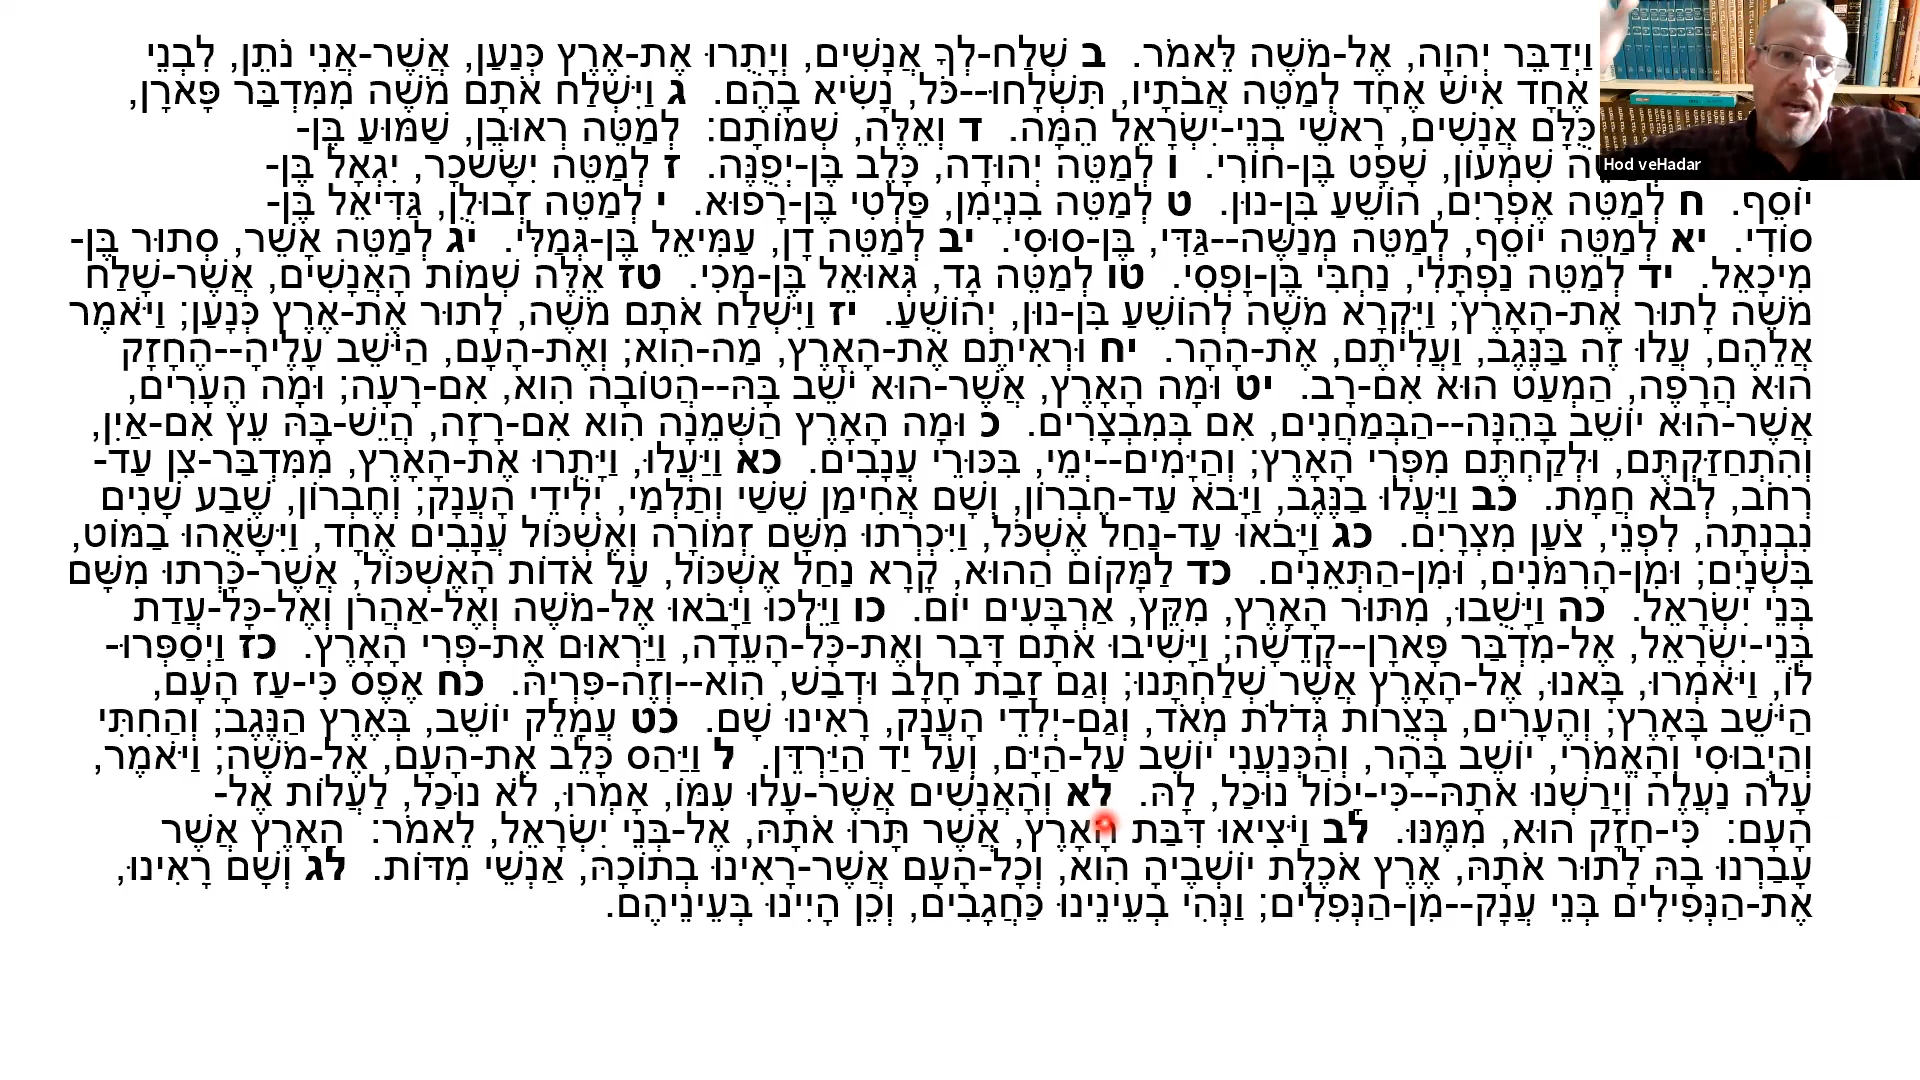 וַיְדַבֵּר יְהוָה, אֶל-מֹשֶׁה לֵּאמֹר.  ב שְׁלַח-לְךָ אֲנָשִׁים, וְיָתֻרוּ אֶת-אֶרֶץ כְּנַעַן, אֲשֶׁר-אֲנִי נֹתֵן, לִבְנֵי
אֶחָד אִישׁ אֶחָד לְמַטֵּה אֲבֹתָיו, תִּשְׁלָחוּ--כֹּל, נָשִׂיא בָהֶם.  ג וַיִּשְׁלַח אֹתָם מֹשֶׁה מִמִּדְבַּר פָּארָן,
כֻּלָּם אֲנָשִׁים, רָאשֵׁי בְנֵי-יִשְׂרָאֵל הֵמָּה.  ד וְאֵלֶּה, שְׁמוֹתָם:  לְמַטֵּה רְאוּבֵן, שַׁמּוּעַ בֶּן-
שִׁמְעוֹן, שָׁפָט בֶּן-חוֹרִי.  ו לְמַטֵּה יְהוּדָה, כָּלֵב בֶּן-יְפֻנֶּה.  ז לְמַטֵּה יִשָּׂשכָר, יִגְאָל בֶּן-
יוֹסֵף.  ח לְמַטֵּה אֶפְרָיִם, הוֹשֵׁעַ בִּן-נוּן.  ט לְמַטֵּה בִנְיָמִן, פַּלְטִי בֶּן-רָפוּא.  י לְמַטֵּה זְבוּלֻן, גַּדִּיאֵל בֶּן-
סוֹדִי.  יא לְמַטֵּה יוֹסֵף, לְמַטֵּה מְנַשֶּׁה--גַּדִּי, בֶּן-סוּסִי.  יב לְמַטֵּה דָן, עַמִּיאֵל בֶּן-גְּמַלִּי.  יג לְמַטֵּה אָשֵׁר, סְתוּר בֶּן-
מִיכָאֵל.  יד לְמַטֵּה נַפְתָּלִי, נַחְבִּי בֶּן-וָפְסִי.  טו לְמַטֵּה גָד, גְּאוּאֵל בֶּן-מָכִי.  טז אֵלֶּה שְׁמוֹת הָאֲנָשִׁים, אֲשֶׁר-שָׁלַח
מֹשֶׁה לָתוּר אֶת-הָאָרֶץ; וַיִּקְרָא מֹשֶׁה לְהוֹשֵׁעַ בִּן-נוּן, יְהוֹשֻׁעַ.  יז וַיִּשְׁלַח אֹתָם מֹשֶׁה, לָתוּר אֶת-אֶרֶץ כְּנָעַן; וַיֹּאמֶר
אֲלֵהֶם, עֲלוּ זֶה בַּנֶּגֶב, וַעֲלִיתֶם, אֶת-הָהָר.  יח וּרְאִיתֶם אֶת-הָאָרֶץ, מַה-הִוא; וְאֶת-הָעָם, הַיֹּשֵׁב עָלֶיהָ--הֶחָזָק
הוּא הֲרָפֶה, הַמְעַט הוּא אִם-רָב.  יט וּמָה הָאָרֶץ, אֲשֶׁר-הוּא יֹשֵׁב בָּהּ--הֲטוֹבָה הִוא, אִם-רָעָה; וּמָה הֶעָרִים,
אֲשֶׁר-הוּא יוֹשֵׁב בָּהֵנָּה--הַבְּמַחֲנִים, אִם בְּמִבְצָרִים.  כ וּמָה הָאָרֶץ הַשְּׁמֵנָה הִוא אִם-רָזָה, הֲיֵשׁ-בָּהּ עֵץ אִם-אַיִן,
וְהִתְחַזַּקְתֶּם, וּלְקַחְתֶּם מִפְּרִי הָאָרֶץ; וְהַיָּמִים--יְמֵי, בִּכּוּרֵי עֲנָבִים.  כא וַיַּעֲלוּ, וַיָּתֻרוּ אֶת-הָאָרֶץ, מִמִּדְבַּר-צִן עַד-
רְחֹב, לְבֹא חֲמָת.  כב וַיַּעֲלוּ בַנֶּגֶב, וַיָּבֹא עַד-חֶבְרוֹן, וְשָׁם אֲחִימַן שֵׁשַׁי וְתַלְמַי, יְלִידֵי הָעֲנָק; וְחֶבְרוֹן, שֶׁבַע שָׁנִים
נִבְנְתָה, לִפְנֵי, צֹעַן מִצְרָיִם.  כג וַיָּבֹאוּ עַד-נַחַל אֶשְׁכֹּל, וַיִּכְרְתוּ מִשָּׁם זְמוֹרָה וְאֶשְׁכּוֹל עֲנָבִים אֶחָד, וַיִּשָּׂאֻהוּ בַמּוֹט,
בִּשְׁנָיִם; וּמִן-הָרִמֹּנִים, וּמִן-הַתְּאֵנִים.  כד לַמָּקוֹם הַהוּא, קָרָא נַחַל אֶשְׁכּוֹל, עַל אֹדוֹת הָאֶשְׁכּוֹל, אֲשֶׁר-כָּרְתוּ מִשָּׁם
בְּנֵי יִשְׂרָאֵל.  כה וַיָּשֻׁבוּ, מִתּוּר הָאָרֶץ, מִקֵּץ, אַרְבָּעִים יוֹם.  כו וַיֵּלְכוּ וַיָּבֹאוּ אֶל-מֹשֶׁה וְאֶל-אַהֲרֹן וְאֶל-כָּל-עֲדַת
בְּנֵי-יִשְׂרָאֵל, אֶל-מִדְבַּר פָּארָן--קָדֵשָׁה; וַיָּשִׁיבוּ אֹתָם דָּבָר וְאֶת-כָּל-הָעֵדָה, וַיַּרְאוּם אֶת-פְּרִי הָאָרֶץ.  כז וַיְסַפְּרוּ-
לוֹ, וַיֹּאמְרוּ, בָּאנוּ, אֶל-הָאָרֶץ אֲשֶׁר שְׁלַחְתָּנוּ; וְגַם זָבַת חָלָב וּדְבַשׁ, הִוא--וְזֶה-פִּרְיָהּ.  כח אֶפֶס כִּי-עַז הָעָם,
הַיֹּשֵׁב בָּאָרֶץ; וְהֶעָרִים, בְּצֻרוֹת גְּדֹלֹת מְאֹד, וְגַם-יְלִדֵי הָעֲנָק, רָאִינוּ שָׁם.  כט עֲמָלֵק יוֹשֵׁב, בְּאֶרֶץ הַנֶּגֶב; וְהַחִתִּי
וְהַיְבוּסִי וְהָאֱמֹרִי, יוֹשֵׁב בָּהָר, וְהַכְּנַעֲנִי יוֹשֵׁב עַל-הַיָּם, וְעַל יַד הַיַּרְדֵּן.  ל וַיַּהַס כָּלֵב אֶת-הָעָם, אֶל-מֹשֶׁה; וַיֹּאמֶר,
עָלֹה נַעֲלֶה וְיָרַשְׁנוּ אֹתָהּ--כִּי-יָכוֹל נוּכַל, לָהּ.  לא וְהָאֲנָשִׁים אֲשֶׁר-עָלוּ עִמּוֹ, אָמְרוּ, לֹא נוּכַל, לַעֲלוֹת אֶל-
הָעָם:  כִּי-חָזָק הוּא, מִמֶּנּוּ.  לב וַיֹּצִיאוּ דִּבַּת הָאָרֶץ, אֲשֶׁר תָּרוּ אֹתָהּ, אֶל-בְּנֵי יִשְׂרָאֵל, לֵאמֹר:  הָאָרֶץ אֲשֶׁר
עָבַרְנוּ בָהּ לָתוּר אֹתָהּ, אֶרֶץ אֹכֶלֶת יוֹשְׁבֶיהָ הִוא, וְכָל-הָעָם אֲשֶׁר-רָאִינוּ בְתוֹכָהּ, אַנְשֵׁי מִדּוֹת.  לג וְשָׁם רָאִינוּ,
אֶת-הַנְּפִילִים בְּנֵי עֲנָק--מִן-הַנְּפִלִים; וַנְּהִי בְעֵינֵינוּ כַּחֲגָבִים, וְכֵן הָיִינוּ בְּעֵינֵיהֶם.
Hod veHadar